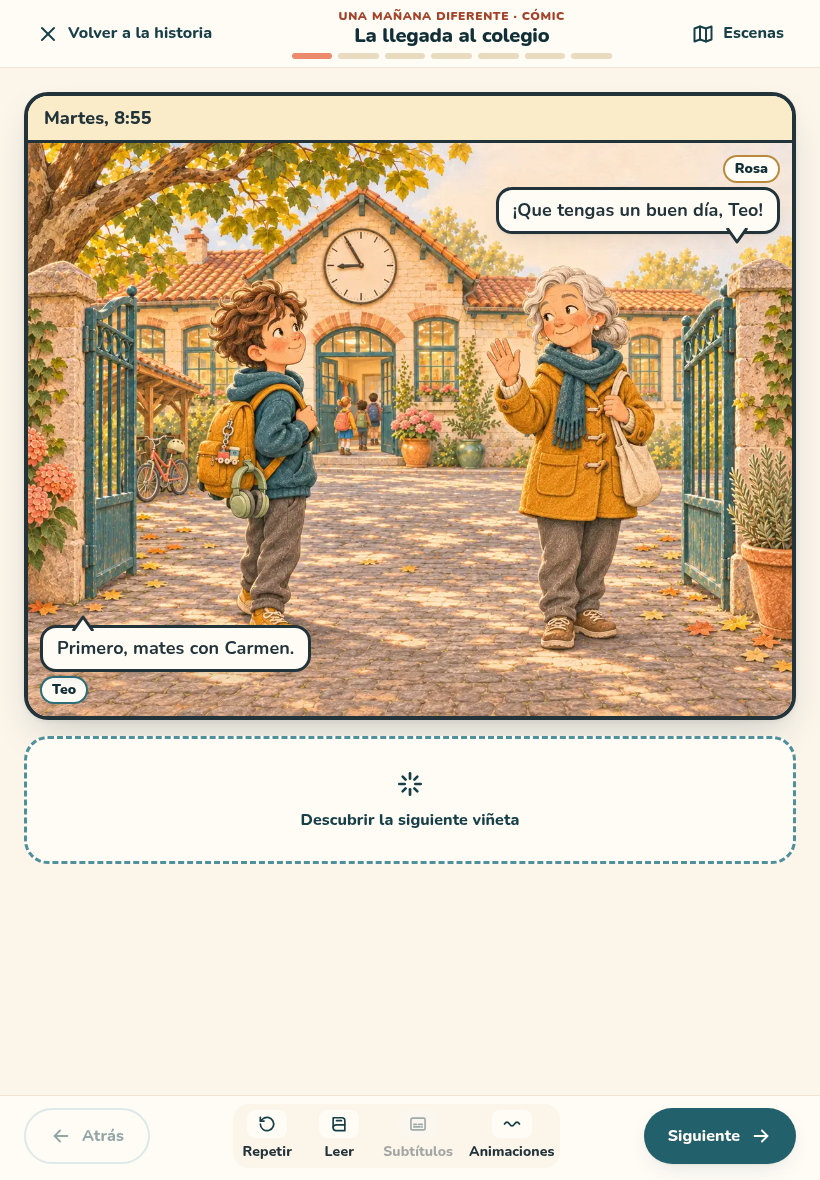 Volver a la historia
UNA MAÑANA DIFERENTE · CÓMIC
La llegada al colegio
Escenas
Martes, 8:55
Rosa
¡Que tengas un buen día, Teo!
Primero, mates con Carmen.
Teo
Descubrir la siguiente viñeta
Atrás
Repetir
Leer
Subtítulos
Animaciones
Siguiente